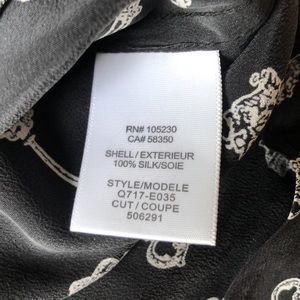 RN# 105230
CA# 58350
SHELL / EXTERIEUR
100% SILK/SOIE
STYLE/MODELE
Q717-E035
CUT / COUPE
506291